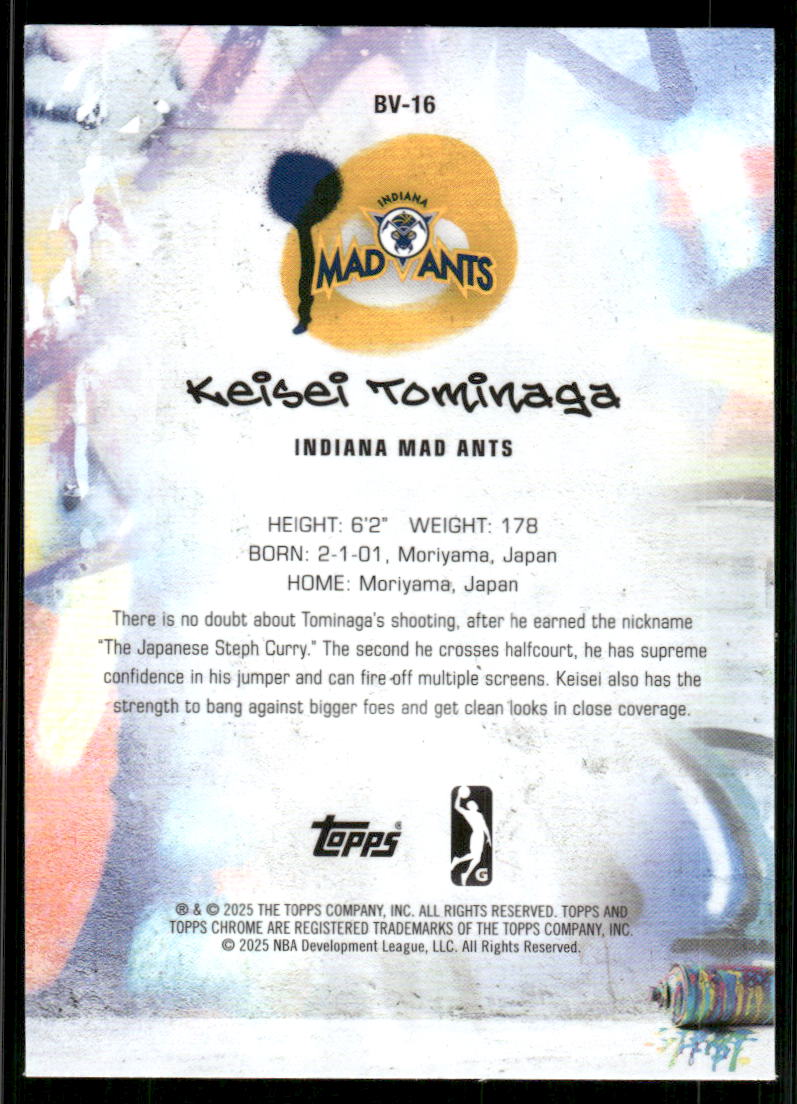 BV-16
INDIANA
MAD ANTS
Keisei Tominaga
INDIANA MAD ANTS
HEIGHT: 6'2" WEIGHT: 178
BORN: 2-1-01, Moriyama, Japan
HOME: Moriyama, Japan
There is no doubt about Tominaga's shooting, after he earned the nickname
"The Japanese Steph Curry." The second he crosses halfcourt, he has supreme
confidence in his jumper and can fire off multiple screens. Keisei also has the
strength to bang against bigger foes and get clean looks in close coverage.
Topps®
G
® & © 2025 THE TOPPS COMPANY, INC. ALL RIGHTS RESERVED. TOPPS AND
TOPPS CHROME ARE REGISTERED TRADEMARKS OF THE TOPPS COMPANY, INC.
© 2025 NBA Development League, LLC. All Rights Reserved.